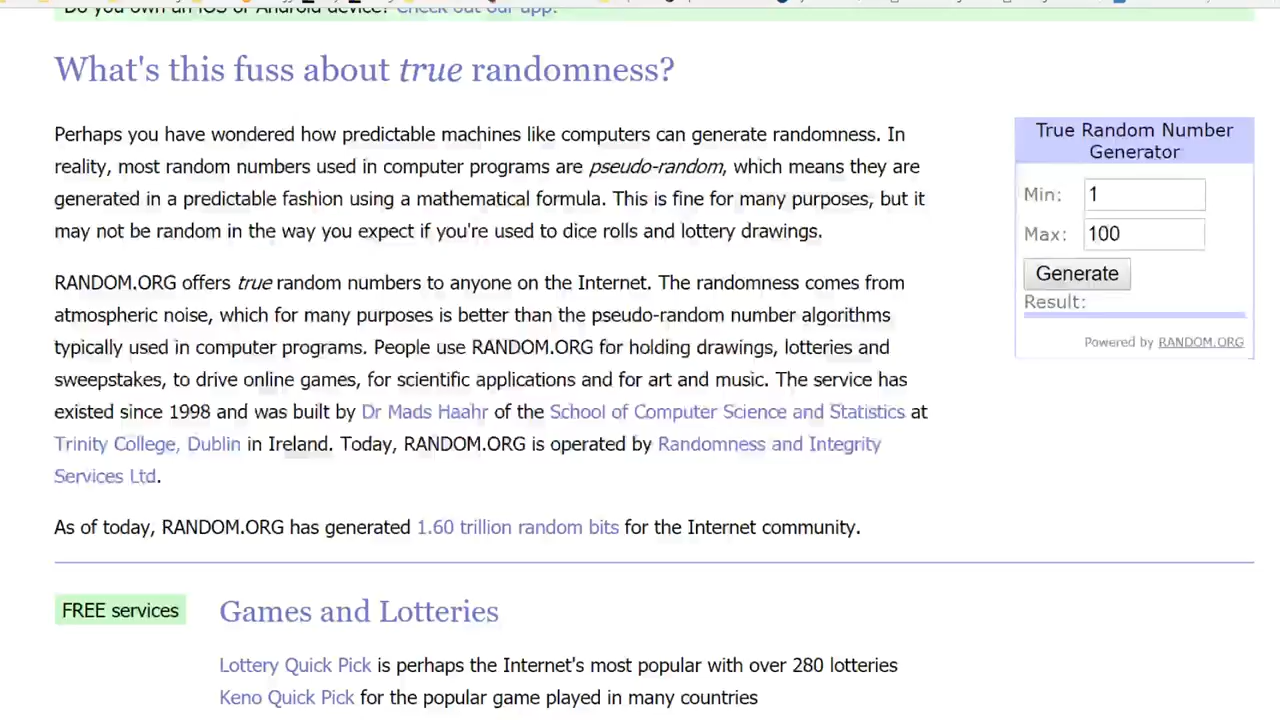 Do you own an iOS or Android device? Check out our app!
What's this fuss about true randomness?
Perhaps you have wondered how predictable machines like computers can generate randomness. In
reality, most random numbers used in computer programs are pseudo-random, which means they are
generated in a predictable fashion using a mathematical formula. This is fine for many purposes, but it
may not be random in the way you expect if you're used to dice rolls and lottery drawings.
RANDOM.ORG offers true random numbers to anyone on the Internet. The randomness comes from
atmospheric noise, which for many purposes is better than the pseudo-random number algorithms
typically used in computer programs. People use RANDOM.ORG for holding drawings, lotteries and
sweepstakes, to drive online games, for scientific applications and for art and music. The service has
existed since 1998 and was built by Dr Mads Haahr of the School of Computer Science and Statistics at
Trinity College, Dublin in Ireland. Today, RANDOM.ORG is operated by Randomness and Integrity
Services Ltd.
As of today, RANDOM.ORG has generated 1.60 trillion random bits for the Internet community.
True Random Number
Generator
Min: 1
Max: 100
Generate
Result:
Powered by RANDOM.ORG
FREE services
Games and Lotteries
Lottery Quick Pick is perhaps the Internet's most popular with over 280 lotteries
Keno Quick Pick for the popular game played in many countries